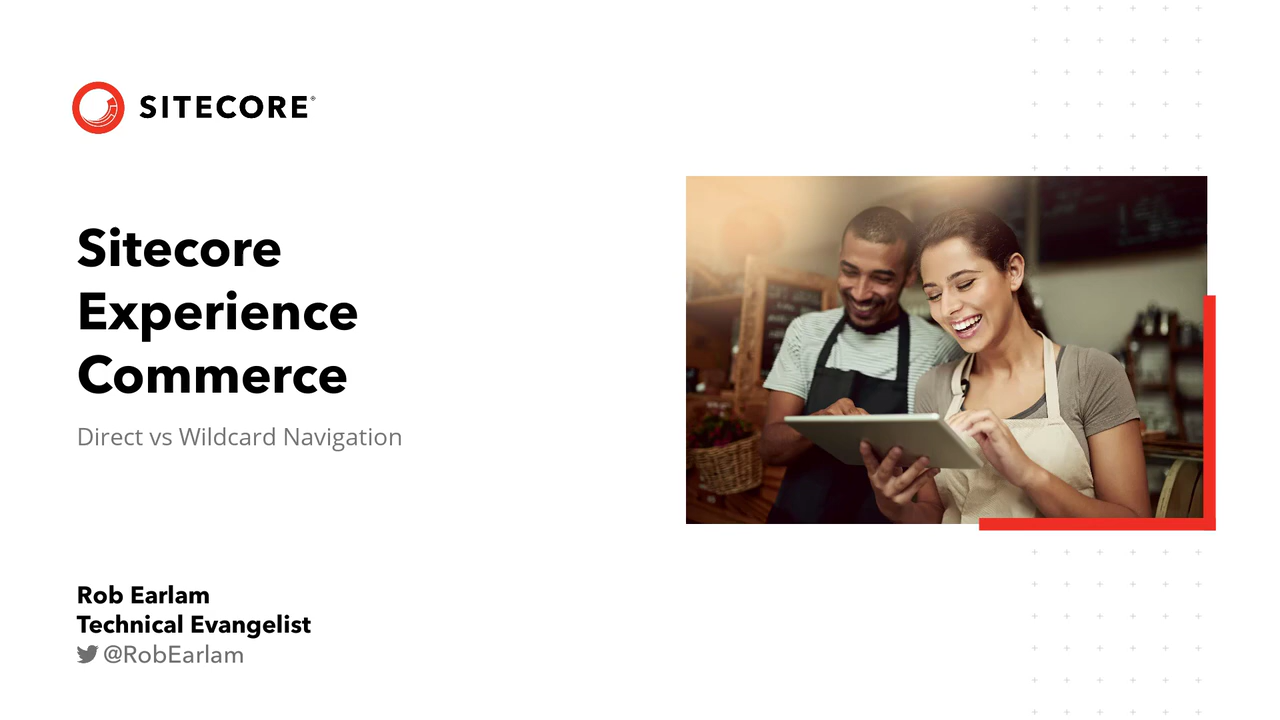 SITECORE®
Sitecore
Experience
Commerce
Direct vs Wildcard Navigation
Rob Earlam
Technical Evangelist
@RobEarlam